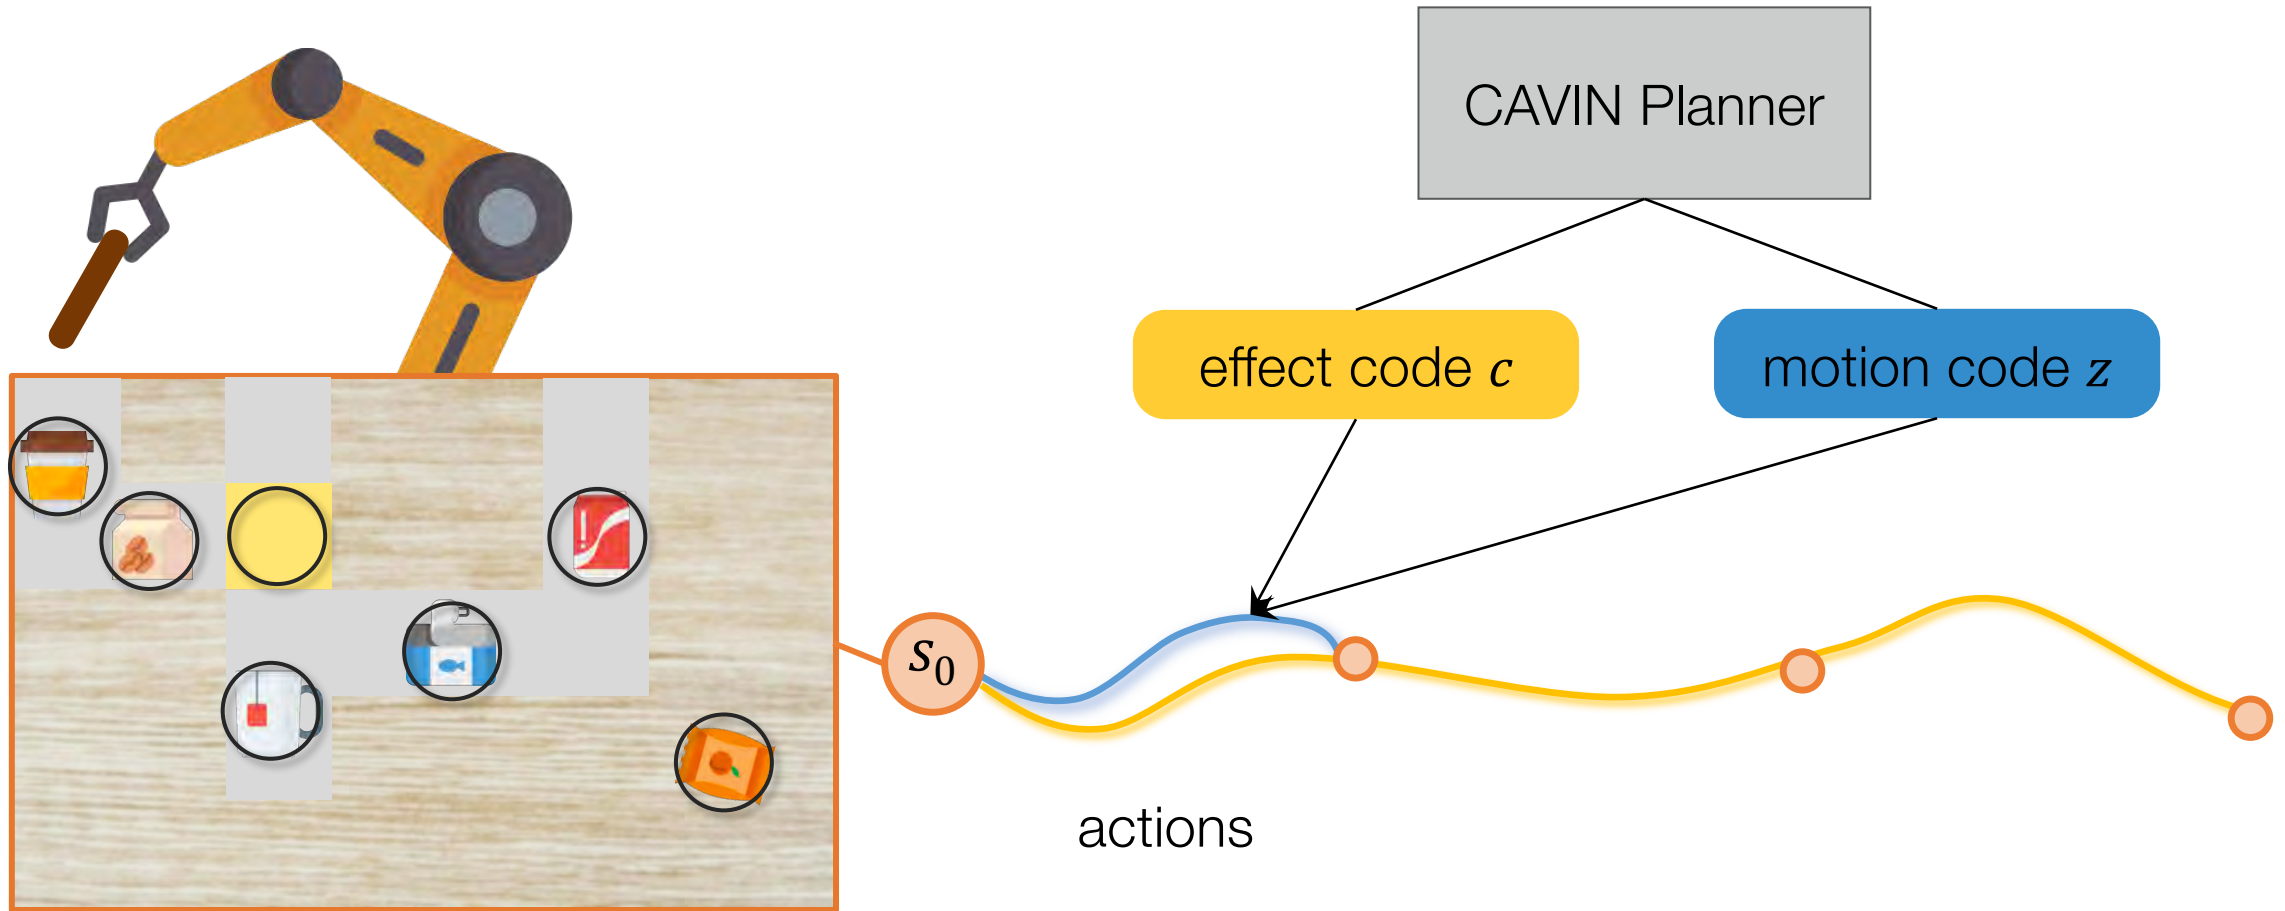 CAVIN Planner
effect code c
motion code z
s₀
actions